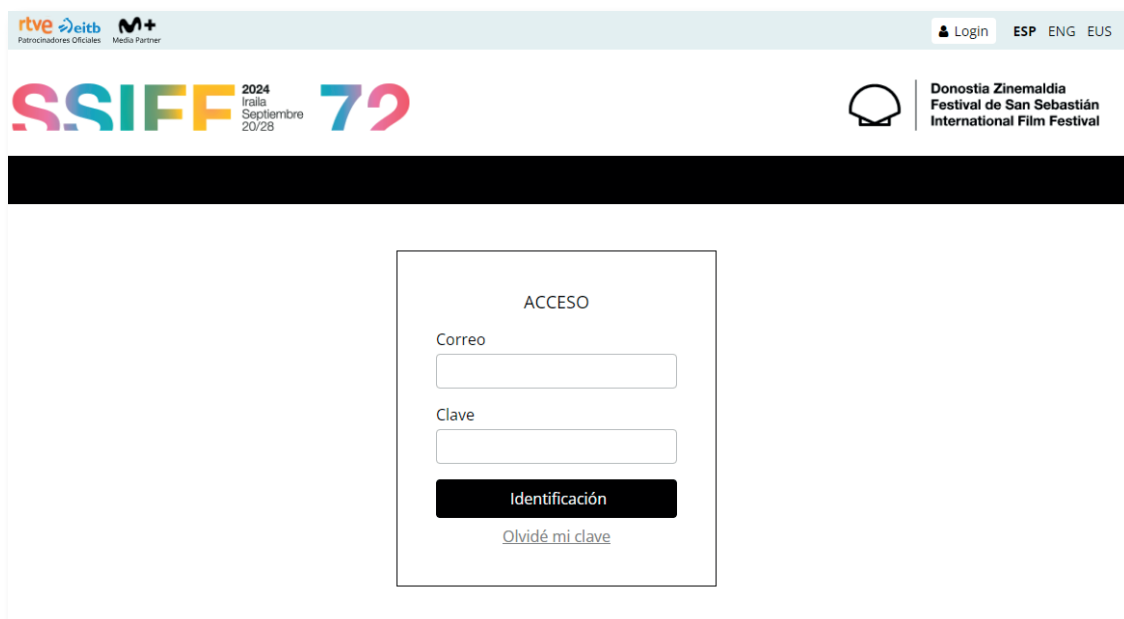 rtve eitb M+
Patrocinadores Oficiales Media Partner
Login ESP ENG EUS
SSIFF 2024 Iraila Septiembre 20/28 72
Donostia Zinemaldia
Festival de San Sebastián
International Film Festival
ACCESO
Correo
Clave
Identificación
Olvidé mi clave